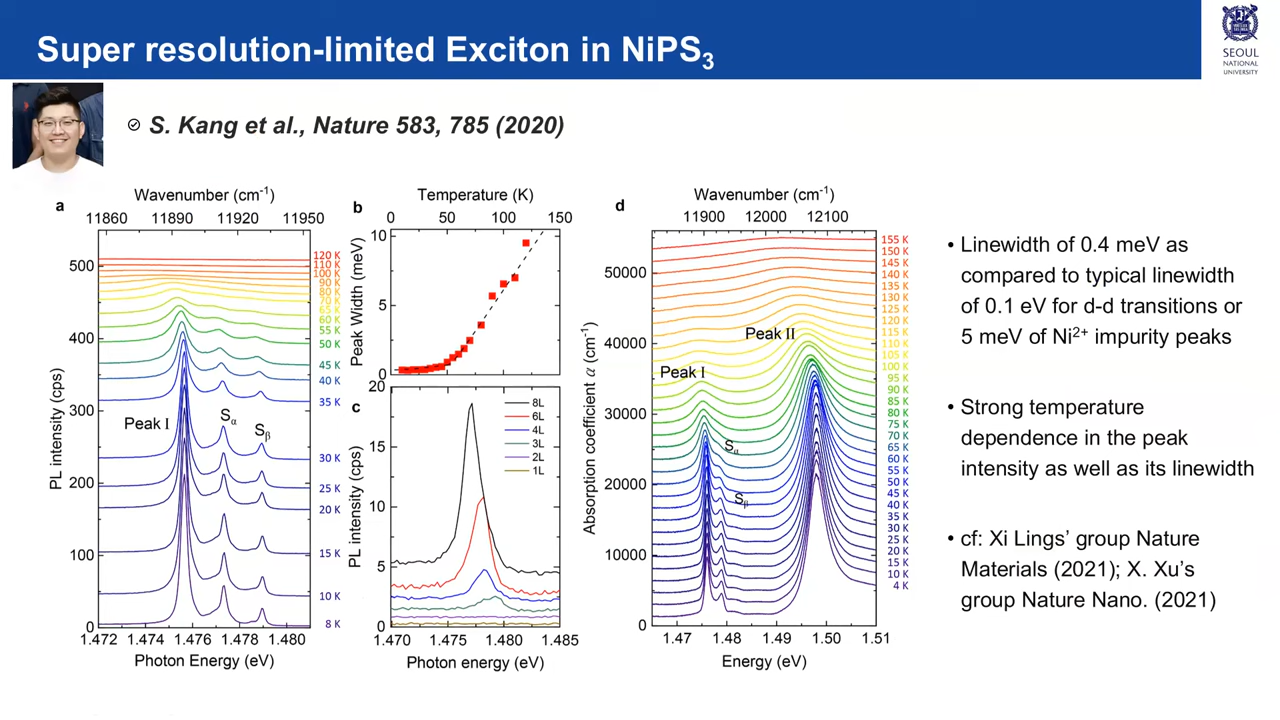 Super resolution-limited Exciton in NiPS₃
SEOUL
NATIONAL
UNIVERSITY
S. Kang et al., Nature 583, 785 (2020)
a
Wavenumber (cm⁻¹)
11860 11890 11920 11950
500
400
300
200
100
0
PL intensity (cps)
Peak I
Sα
Sβ
120 K
110 K
100 K
90 K
80 K
70 K
65 K
60 K
55 K
50 K
45 K
40 K
35 K
30 K
25 K
20 K
15 K
10 K
8 K
1.472 1.474 1.476 1.478 1.480
Photon Energy (eV)
b
Temperature (K)
0 50 100 150
10
5
0
Peak Width (meV)
c
20
15
10
5
0
PL intensity (cps)
8L
6L
4L
3L
2L
1L
1.470 1.475 1.480 1.485
Photon energy (eV)
d
Wavenumber (cm⁻¹)
11900 12000 12100
50000
40000
30000
20000
10000
0
Absorption coefficient α (cm⁻¹)
Peak II
Peak I
Sα
Sβ
155 K
150 K
145 K
140 K
135 K
130 K
125 K
120 K
115 K
110 K
105 K
100 K
95 K
90 K
85 K
80 K
75 K
70 K
65 K
60 K
55 K
50 K
45 K
40 K
35 K
30 K
25 K
20 K
15 K
10 K
4 K
1.47 1.48 1.49 1.50 1.51
Energy (eV)
• Linewidth of 0.4 meV as
compared to typical linewidth
of 0.1 eV for d-d transitions or
5 meV of Ni²⁺ impurity peaks
• Strong temperature
dependence in the peak
intensity as well as its linewidth
• cf: Xi Lings’ group Nature
Materials (2021); X. Xu’s
group Nature Nano. (2021)